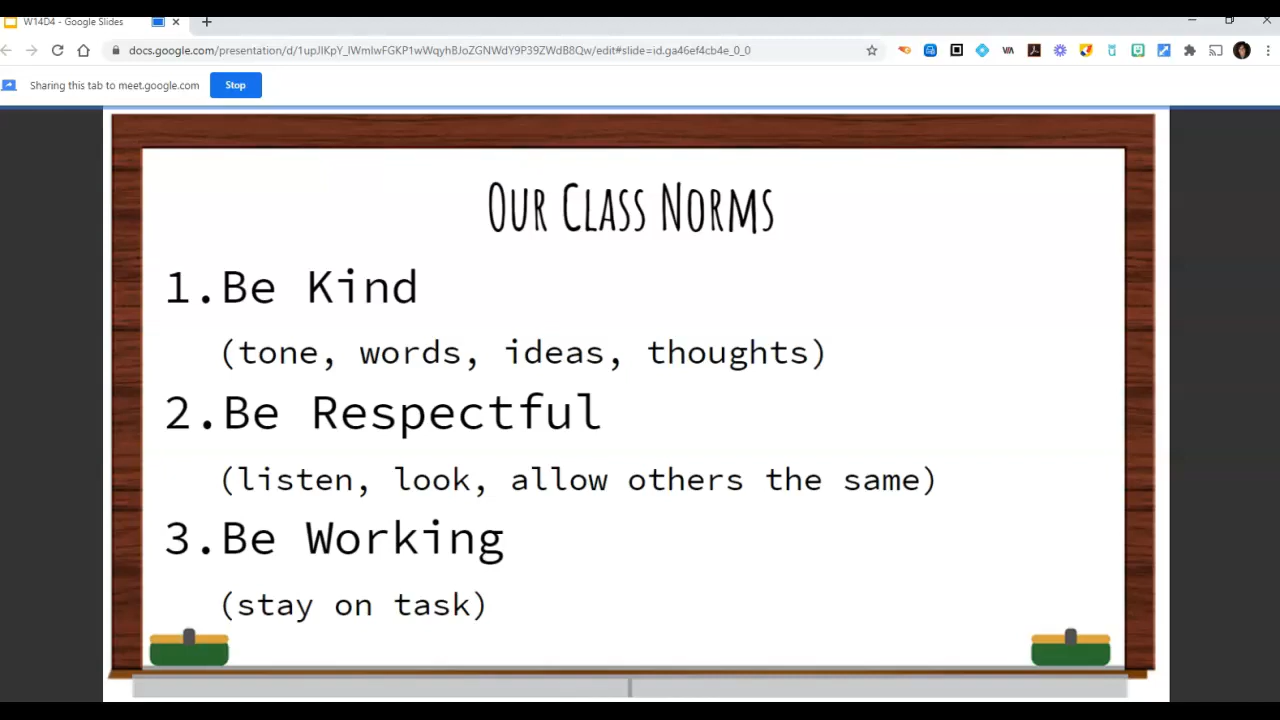 W14D4 - Google Slides
docs.google.com/presentation/d/1upJIKpY_lWmlwFGKP1wWqyhBJoZGNWdY9P39ZWdB8Qw/edit#slide=id.ga46ef4cb4e_0_0
VIA
Sharing this tab to meet.google.com
Stop
Our Class Norms
1.Be Kind
(tone, words, ideas, thoughts)
2.Be Respectful
(listen, look, allow others the same)
3.Be Working
(stay on task)